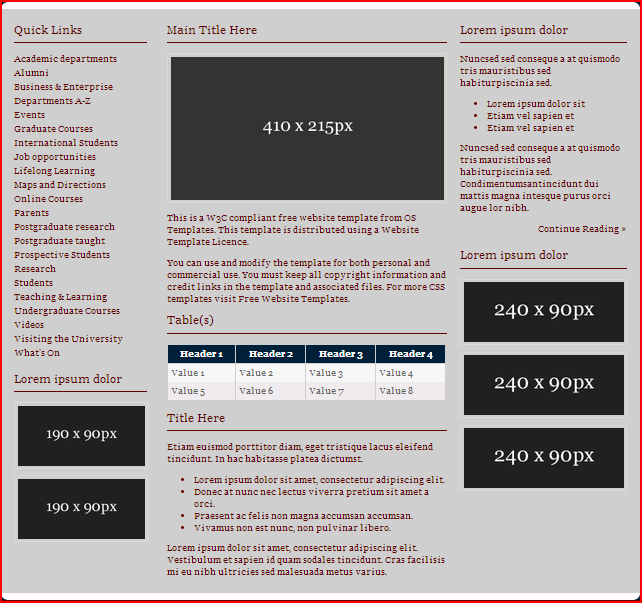 Quick Links
Academic departments
Alumni
Business & Enterprise
Departments A-Z
Events
Graduate Courses
International Students
Job opportunities
Lifelong Learning
Maps and Directions
Online Courses
Parents
Postgraduate research
Postgraduate taught
Prospective Students
Research
Students
Teaching & Learning
Undergraduate Courses
Videos
Visiting the University
What's On
Lorem ipsum dolor
190 x 90px
190 x 90px
Main Title Here
410 x 215px
This is a W3C compliant free website template from OS
Templates. This template is distributed using a Website
Template Licence.
You can use and modify the template for both personal and
commercial use. You must keep all copyright information and
credit links in the template and associated files. For more CSS
templates visit Free Website Templates.
Table(s)
Header 1 Header 2 Header 3 Header 4
Value 1 Value 2 Value 3 Value 4
Value 5 Value 6 Value 7 Value 8
Title Here
Etiam euismod porttitor diam, eget tristique lacus eleifend
tincidunt. In hac habitasse platea dictumst.
• Lorem ipsum dolor sit amet, consectetur adipiscing elit.
• Donec at nunc nec lectus viverra pretium sit amet a
orci.
• Praesent ac felis non magna accumsan accumsan.
• Vivamus non est nunc, non pulvinar libero.
Lorem ipsum dolor sit amet, consectetur adipiscing elit.
Vestibulum et sapien id quam sodales tincidunt. Cras facilisis
mi eu nibh ultricies sed malesuada metus varius.
Lorem ipsum dolor
Nuncsed sed conseque a at quismodo
tris mauristibus sed
habiturpiscinia sed.
• Lorem ipsum dolor sit
• Etiam vel sapien et
• Etiam vel sapien et
Nuncsed sed conseque a at quismodo
tris mauristibus sed
habiturpiscinia sed.
Condimentumsantincidunt dui
mattis magna intesque purus orci
augue lor nibh.
Continue Reading »
Lorem ipsum dolor
240 x 90px
240 x 90px
240 x 90px